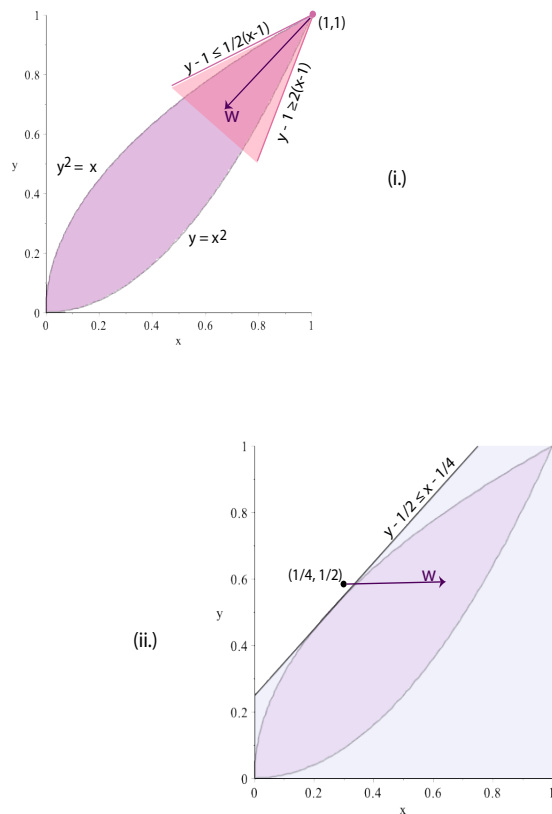 1
(1,1)
y - 1 ≤ 1/2(x-1)
0.8
W
y - 1 ≥ 2(x-1)
0.6
y
y² = x
(i.)
0.4
y = x²
0.2
0
0 0.2 0.4 0.6 0.8 1
x
1
y - 1/2 ≤ x - 1/4
0.8
(1/4, 1/2)
W
0.6
y
(ii.)
0.4
0.2
0
0 0.2 0.4 0.6 0.8 1
x